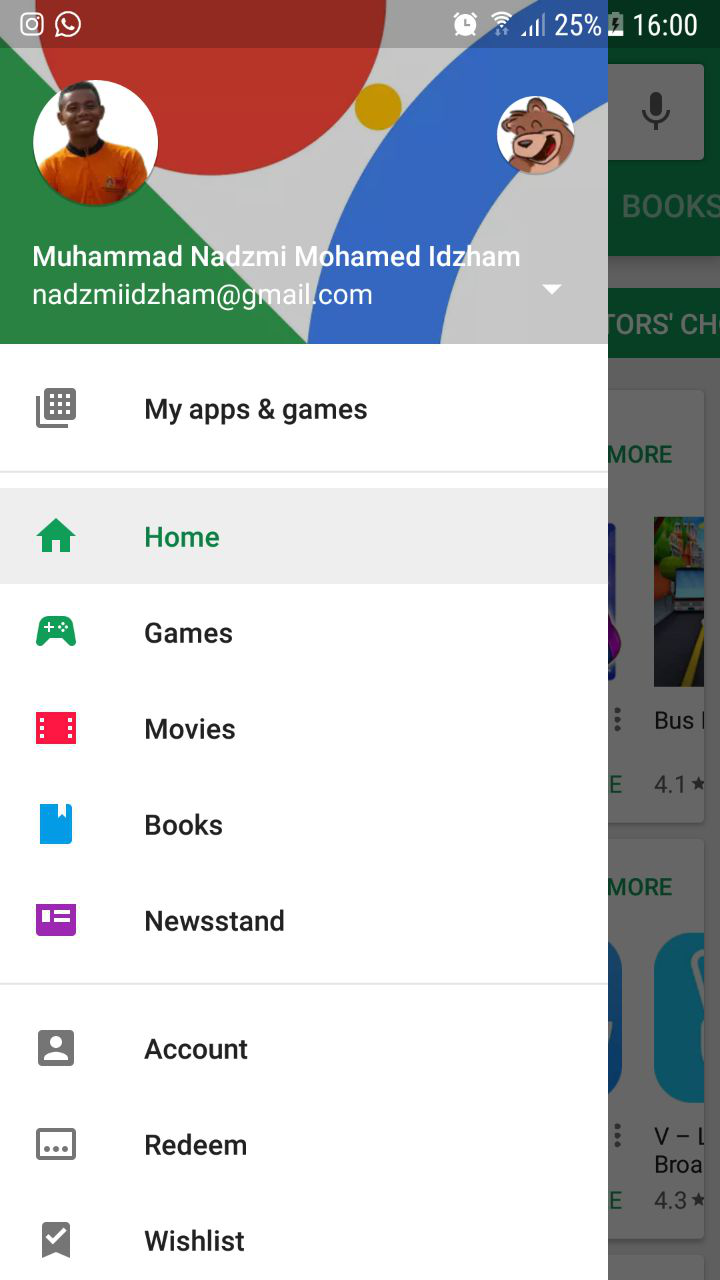 25% 16:00
BOOKS
Muhammad Nadzmi Mohamed Idzham
nadzmiidzham@gmail.com
TORS' CH
My apps & games
MORE
Home
Games
Movies
Bus
4.1
Books
MORE
Newsstand
Account
V – L
Redeem
Broa
4.3
Wishlist